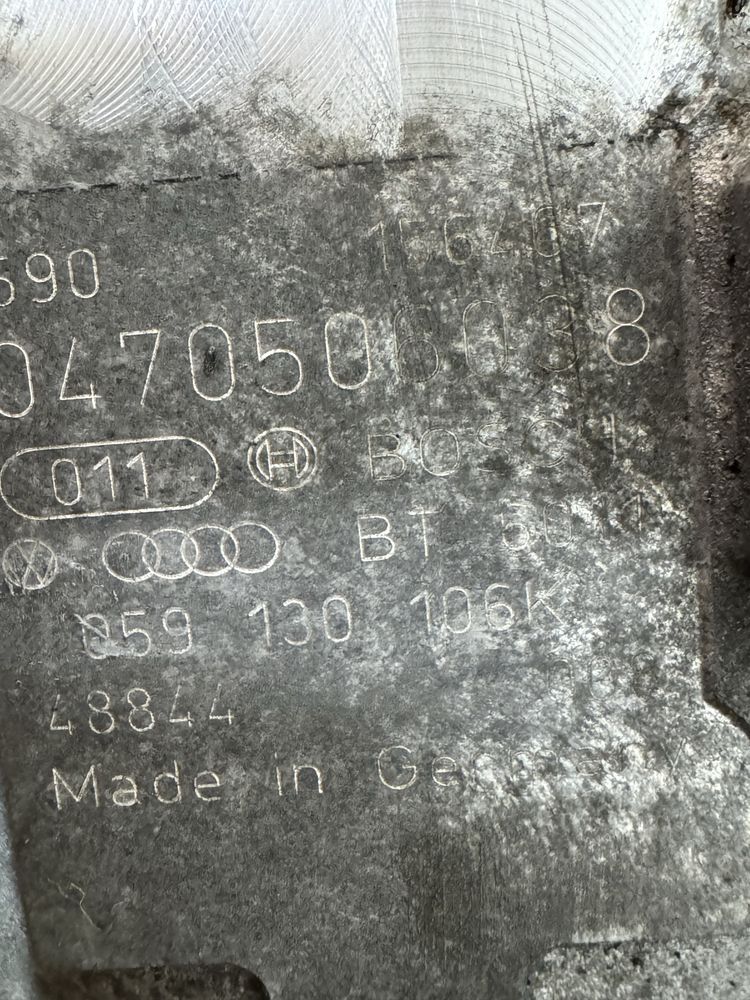 590 156407
0470506038
011 BOSCH
BT
059 130 106K
48844
Made in Germany